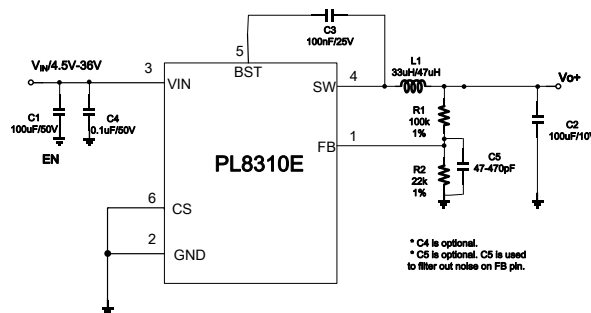 C3
100nF/25V
5
BST
VIN/4.5V-36V
3
VIN
C1
100uF/50V
C4
0.1uF/50V
EN
PL8310E
SW
4
L1
33uH/47uH
Vo+
R1
100k
1%
C2
100uF/10V
FB
1
R2
22k
1%
C5
47-470pF
6
CS
2
GND
* C4 is optional.
* C5 is optional. C5 is used
to filter out noise on FB pin.